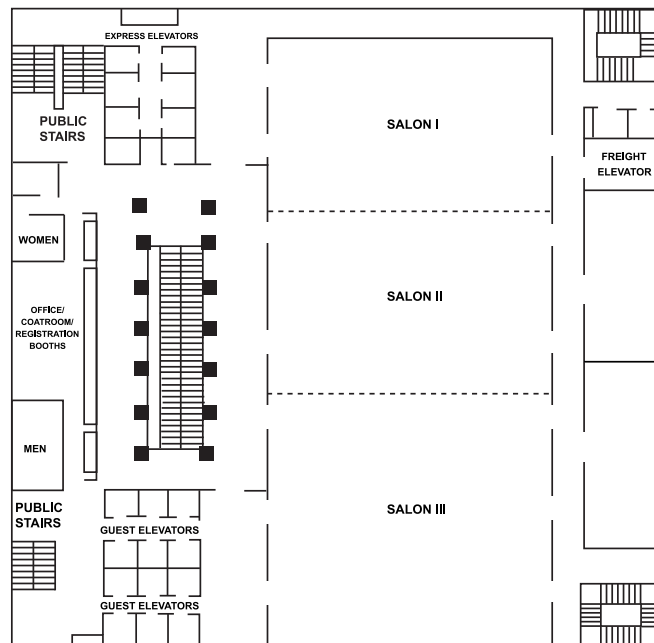 EXPRESS ELEVATORS
PUBLIC
STAIRS
SALON I
FREIGHT
ELEVATOR
WOMEN
OFFICE/
COATROOM/
REGISTRATION
BOOTHS
SALON II
MEN
PUBLIC
STAIRS
SALON III
GUEST ELEVATORS
GUEST ELEVATORS